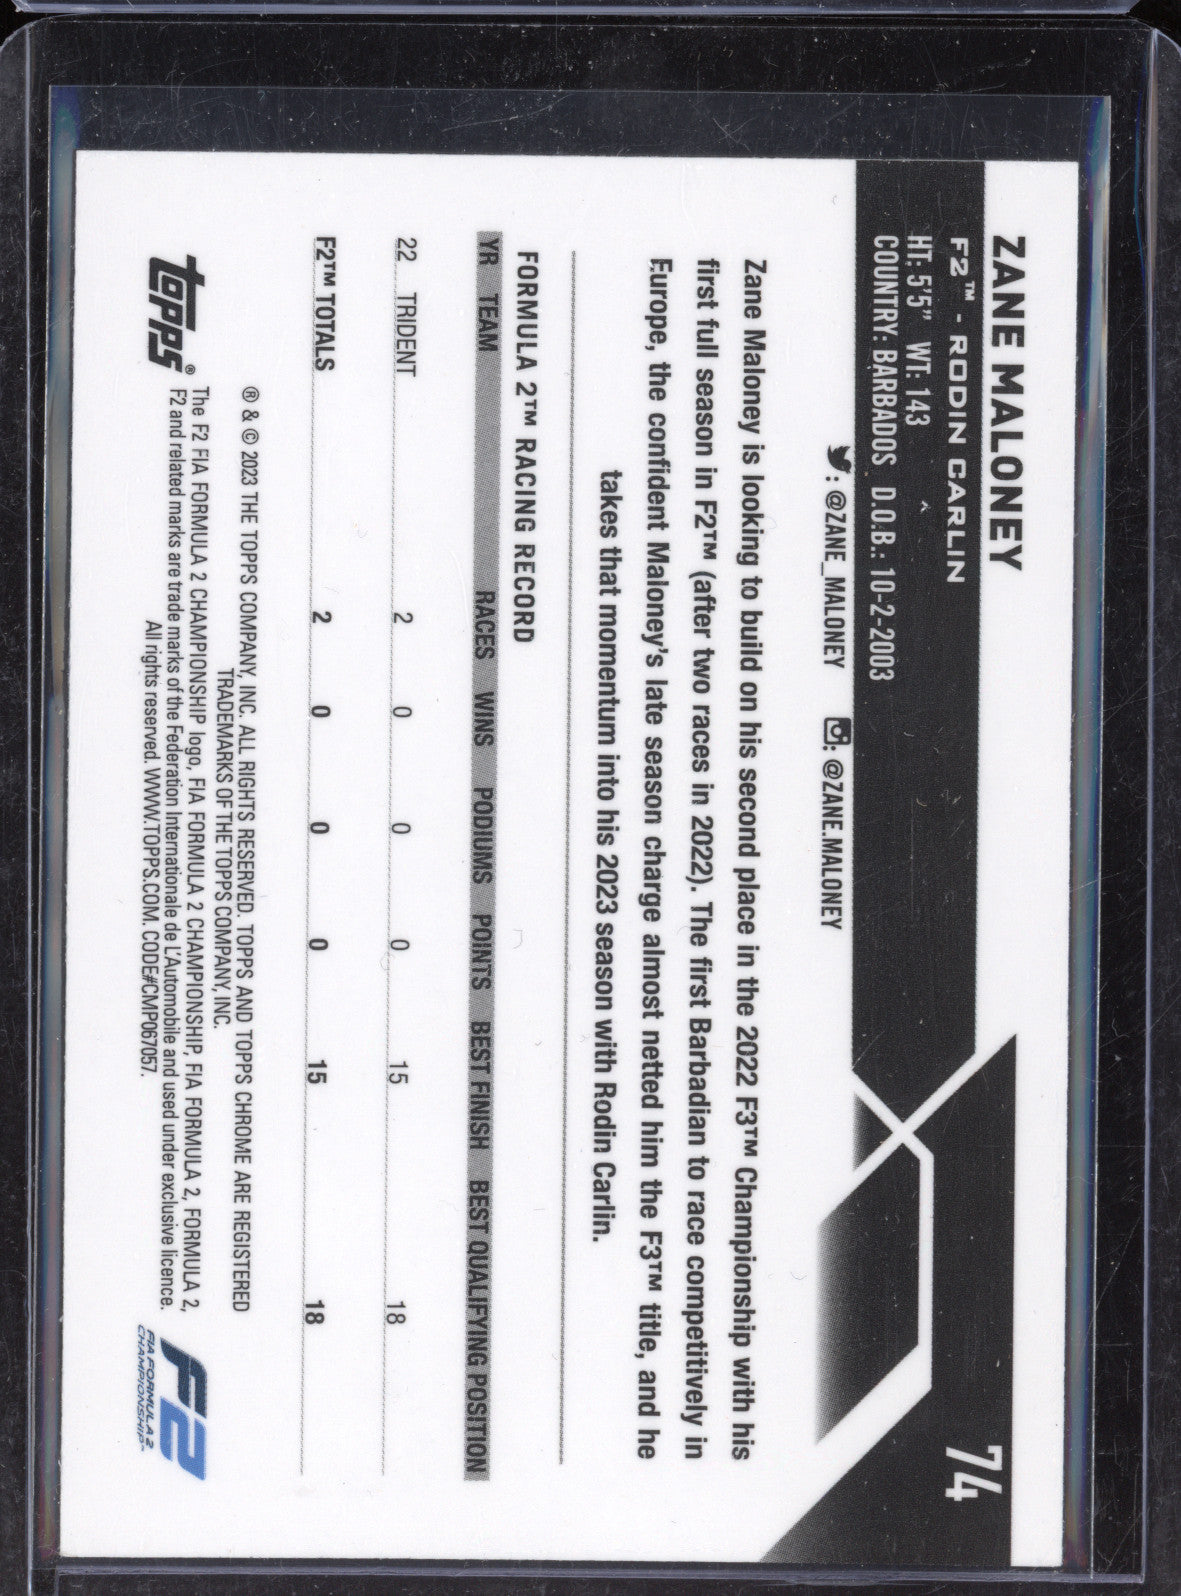 ZANE MALONEY
74
F2™ - RODIN CARLIN
HT: 5'5" WT: 143
COUNTRY: BARBADOS D.O.B.: 10-2-2003
: @ZANE_MALONEY : @ZANE.MALONEY
Zane Maloney is looking to build on his second place in the 2022 F3™ Championship with his
first full season in F2™ (after two races in 2022). The first Barbadian to race competitively in
Europe, the confident Maloney's late season charge almost netted him the F3™ title, and he
takes that momentum into his 2023 season with Rodin Carlin.
FORMULA 2™ RACING RECORD
YR TEAM RACES WINS PODIUMS POINTS BEST FINISH BEST QUALIFYING POSITION
22 TRIDENT 2 0 0 0 15 18
F2™ TOTALS 2 0 0 0 15 18
® & © 2023 THE TOPPS COMPANY, INC. ALL RIGHTS RESERVED. TOPPS AND TOPPS CHROME ARE REGISTERED
TRADEMARKS OF THE TOPPS COMPANY, INC.
The F2 FIA FORMULA 2 CHAMPIONSHIP logo, FIA FORMULA 2 CHAMPIONSHIP, FIA FORMULA 2, FORMULA 2,
F2 and related marks are trade marks of the Federation Internationale de L'Automobile and used under exclusive licence.
All rights reserved. WWW.TOPPS.COM. CODE#CMP067057.
topps®
F2
FIA FORMULA 2
CHAMPIONSHIP™